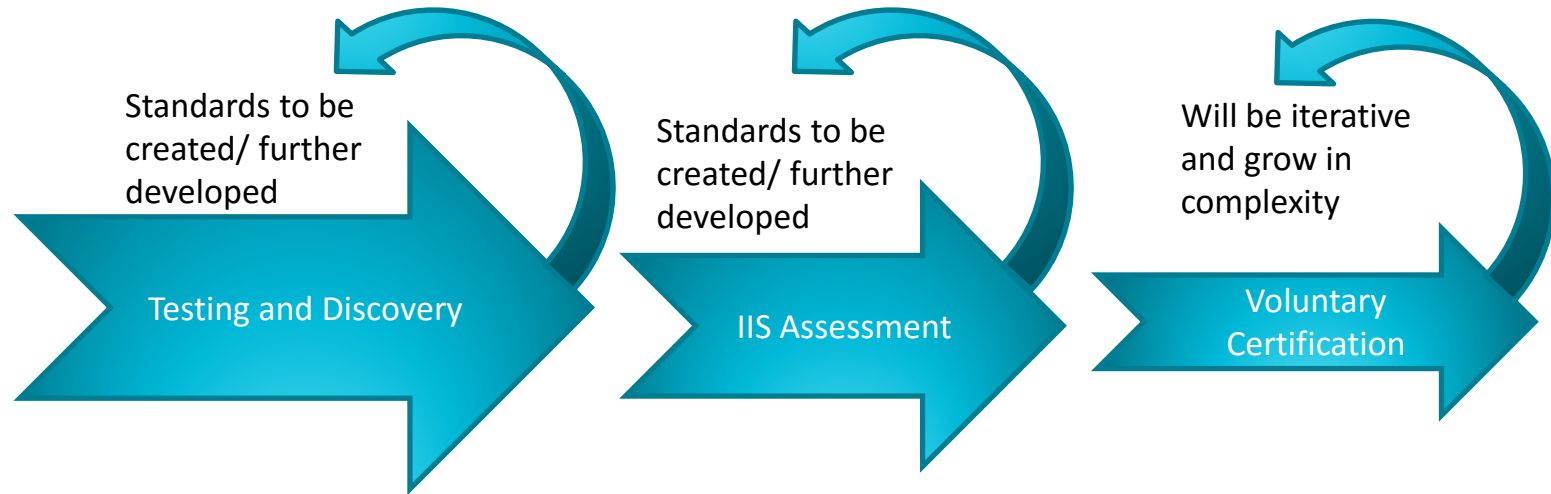 Standards to be
created/ further
developed
Testing and Discovery
Standards to be
created/ further
developed
IIS Assessment
Will be iterative
and grow in
complexity
Voluntary
Certification